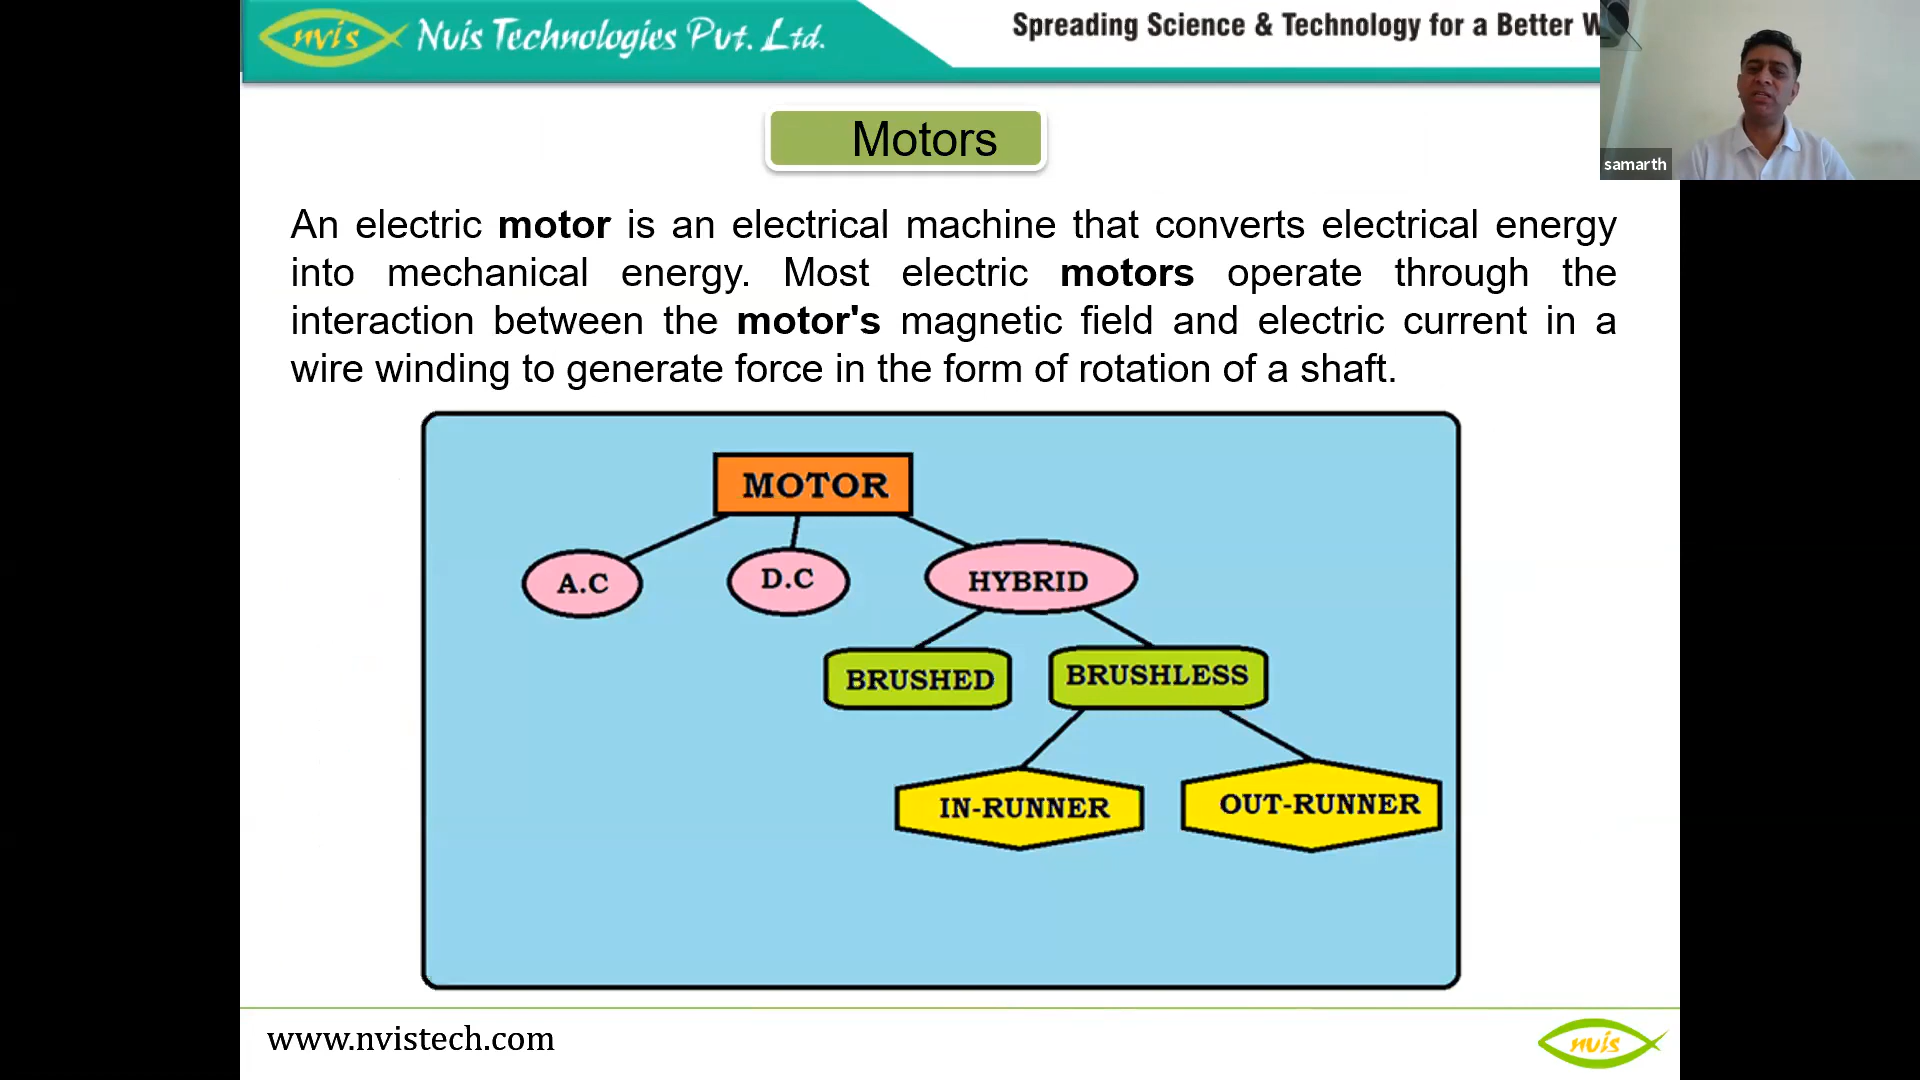 nvis Nvis Technologies Pvt. Ltd.
Spreading Science & Technology for a Better W
samarth
Motors
An electric motor is an electrical machine that converts electrical energy
into mechanical energy. Most electric motors operate through the
interaction between the motor's magnetic field and electric current in a
wire winding to generate force in the form of rotation of a shaft.
MOTOR
A.C D.C HYBRID
BRUSHED BRUSHLESS
IN-RUNNER OUT-RUNNER
www.nvistech.com
nvis